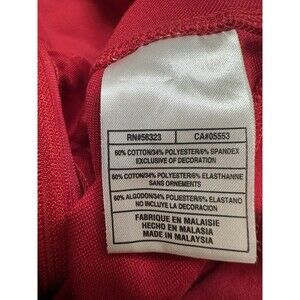 RN#56323 CA#05553
60% COTTON/34% POLYESTER/6% SPANDEX
EXCLUSIVE OF DECORATION
60% COTON/34% POLYESTER/6% ELASTHANNE
SANS ORNEMENTS
60% ALGODON/34% POLIESTER/6% ELASTANO
NO INCLUYE LA DECORACION
FABRIQUE EN MALAISIE
HECHO EN MALASIA
MADE IN MALAYSIA